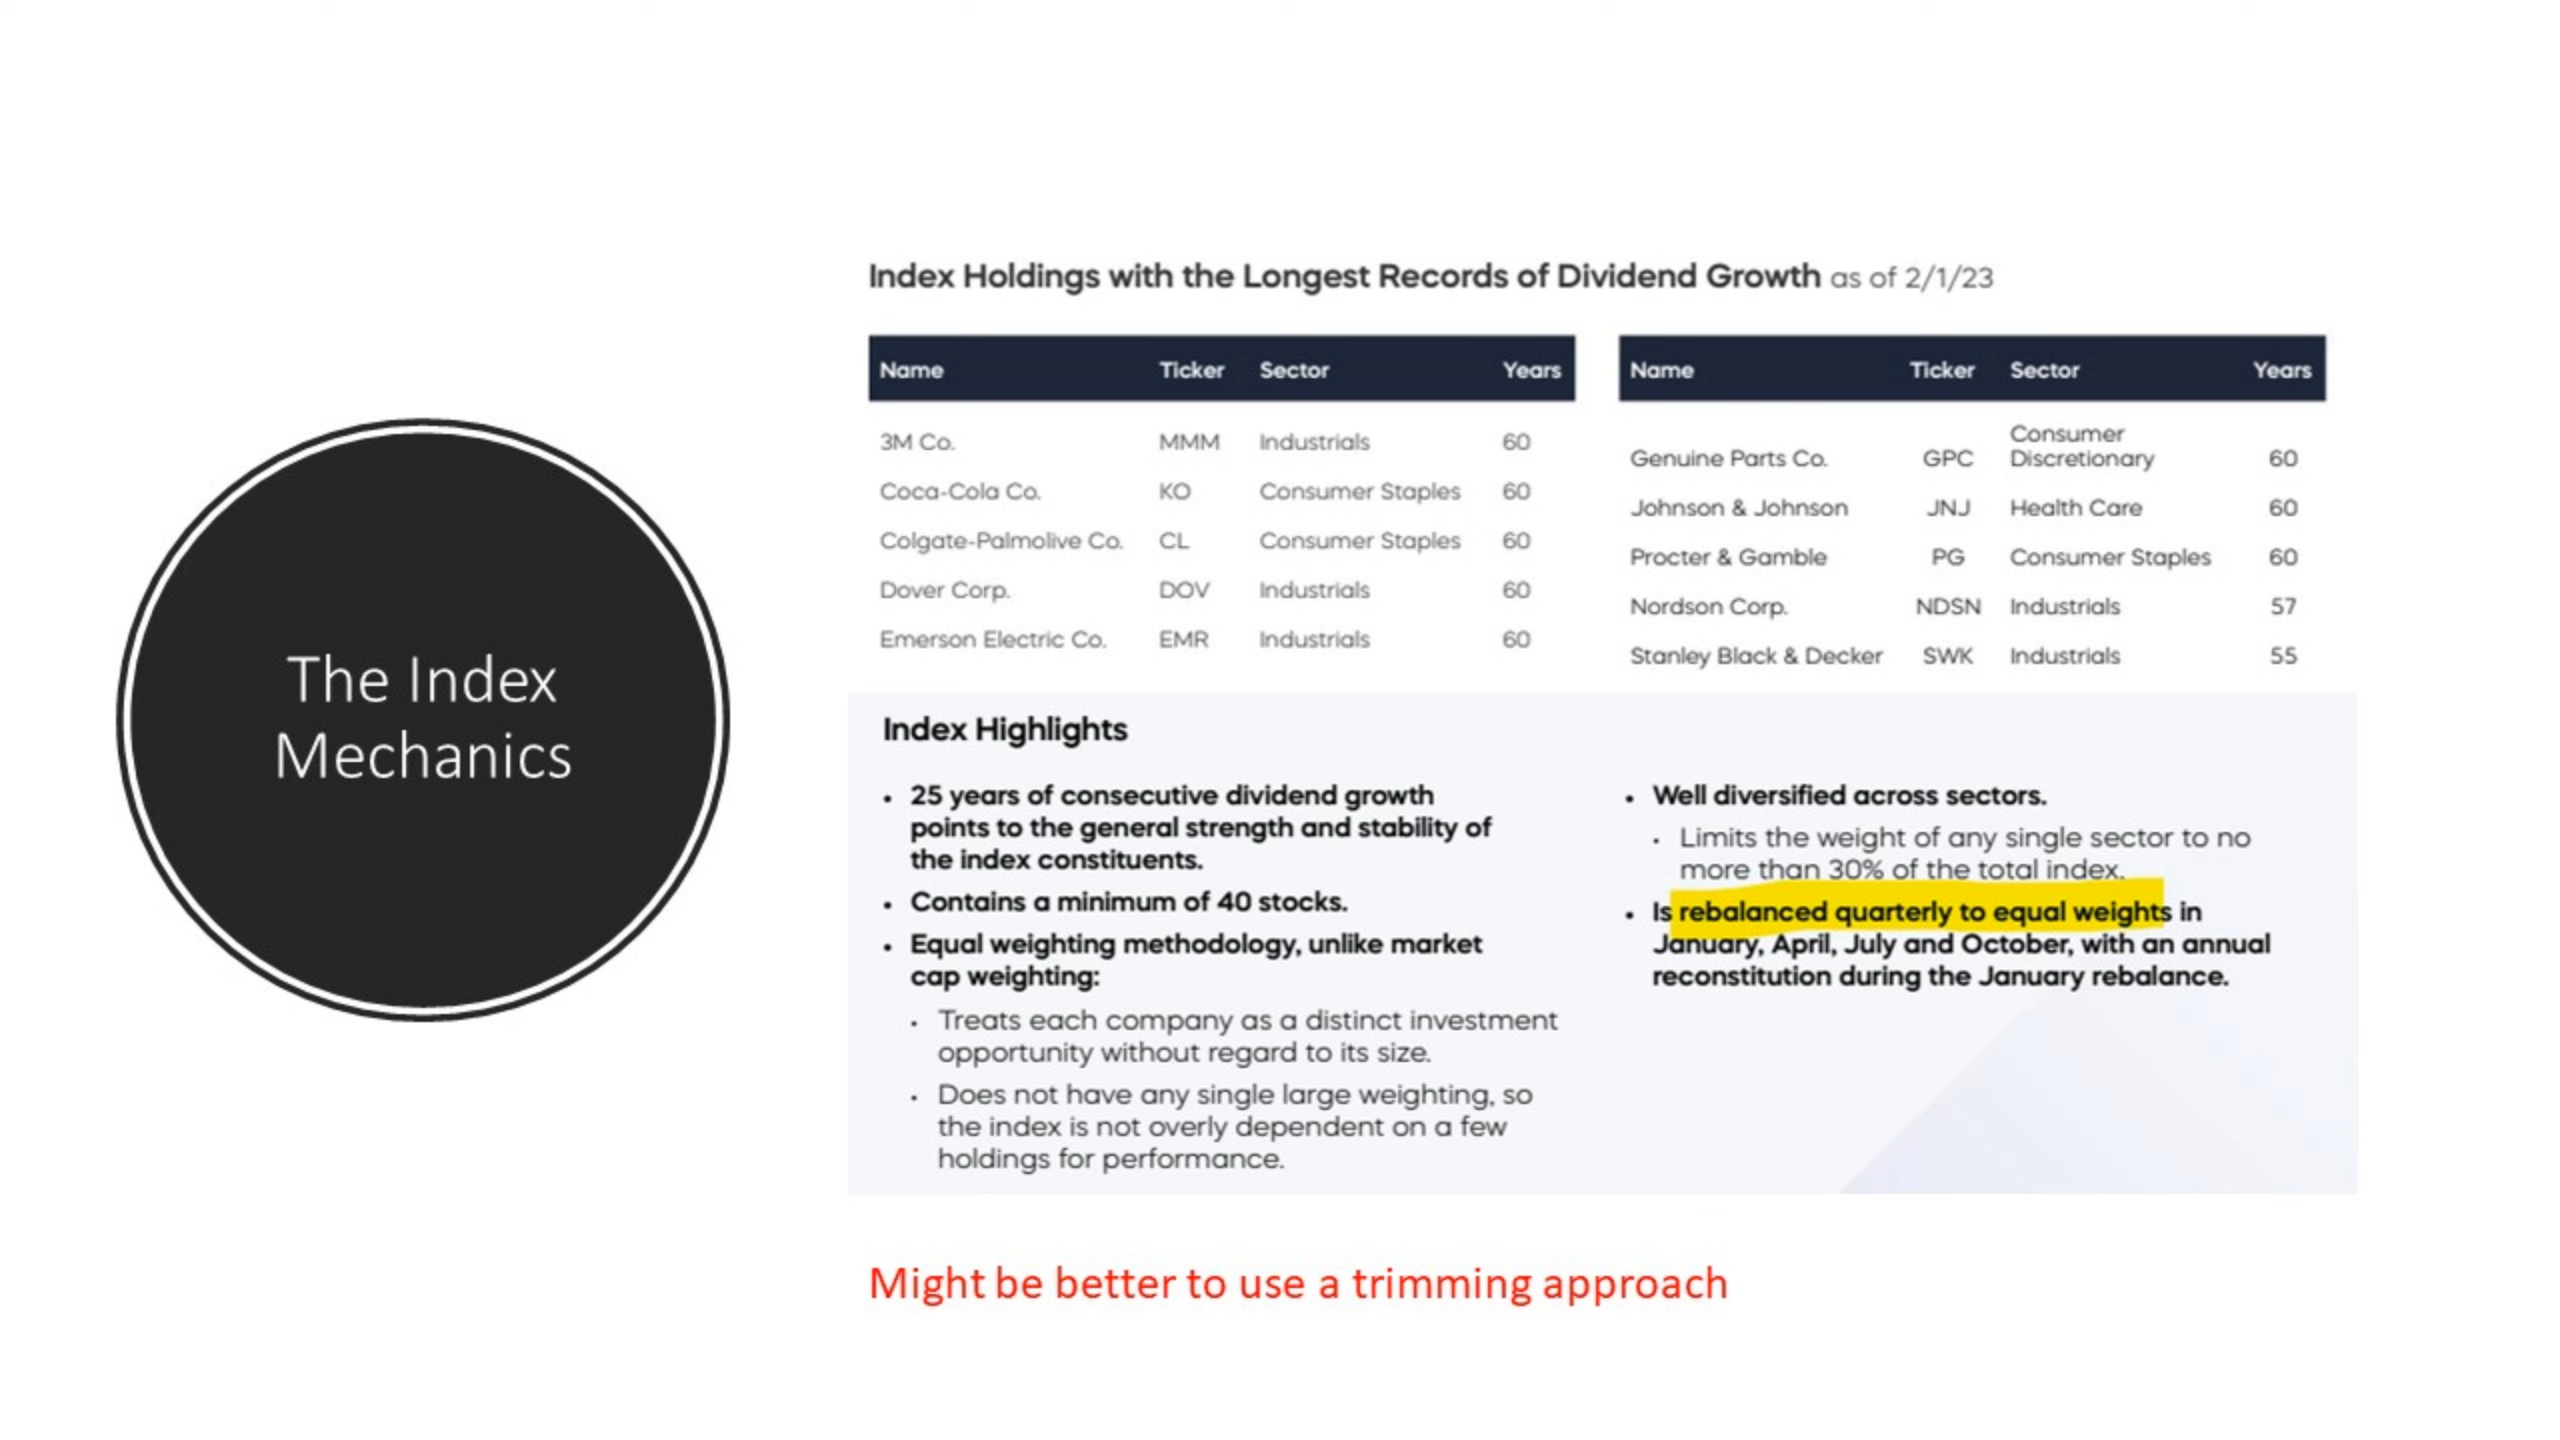 The Index
Mechanics
Index Holdings with the Longest Records of Dividend Growth as of 2/1/23
Name Ticker Sector Years
3M Co. MMM Industrials 60
Coca-Cola Co. KO Consumer Staples 60
Colgate-Palmolive Co. CL Consumer Staples 60
Dover Corp. DOV Industrials 60
Emerson Electric Co. EMR Industrials 60
Name Ticker Sector Years
Genuine Parts Co. GPC Consumer
Discretionary 60
Johnson & Johnson JNJ Health Care 60
Procter & Gamble PG Consumer Staples 60
Nordson Corp. NDSN Industrials 57
Stanley Black & Decker SWK Industrials 55
Index Highlights
• 25 years of consecutive dividend growth
points to the general strength and stability of
the index constituents.
• Contains a minimum of 40 stocks.
• Equal weighting methodology, unlike market
cap weighting:
• Treats each company as a distinct investment
opportunity without regard to its size.
• Does not have any single large weighting, so
the index is not overly dependent on a few
holdings for performance.
• Well diversified across sectors.
• Limits the weight of any single sector to no
more than 30% of the total index.
• Is rebalanced quarterly to equal weights in
January, April, July and October, with an annual
reconstitution during the January rebalance.
Might be better to use a trimming approach